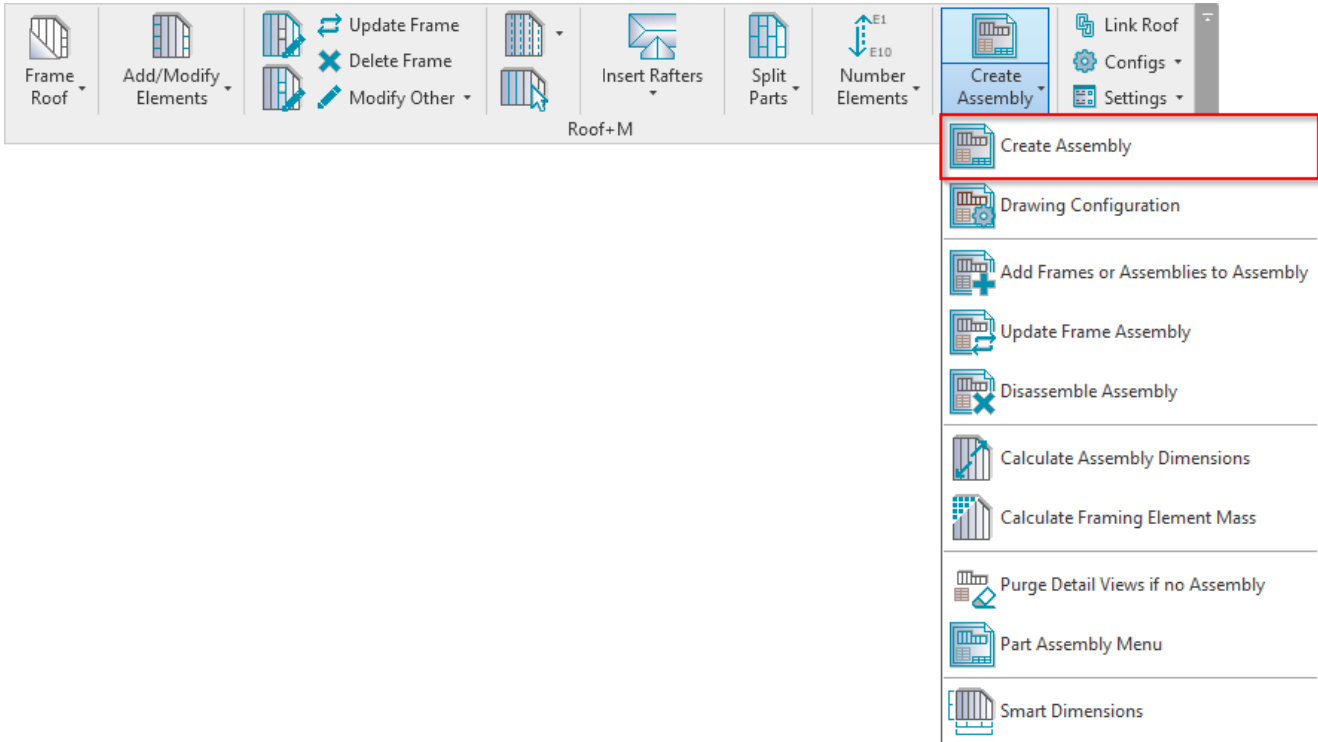 Frame
Roof
Add/Modify
Elements
Update Frame
Delete Frame
Modify Other
Insert Rafters
Split
Parts
E1
E10
Number
Elements
Create
Assembly
Link Roof
Configs
Settings
Roof+M
Create Assembly
Drawing Configuration
Add Frames or Assemblies to Assembly
Update Frame Assembly
Disassemble Assembly
Calculate Assembly Dimensions
Calculate Framing Element Mass
Purge Detail Views if no Assembly
Part Assembly Menu
Smart Dimensions